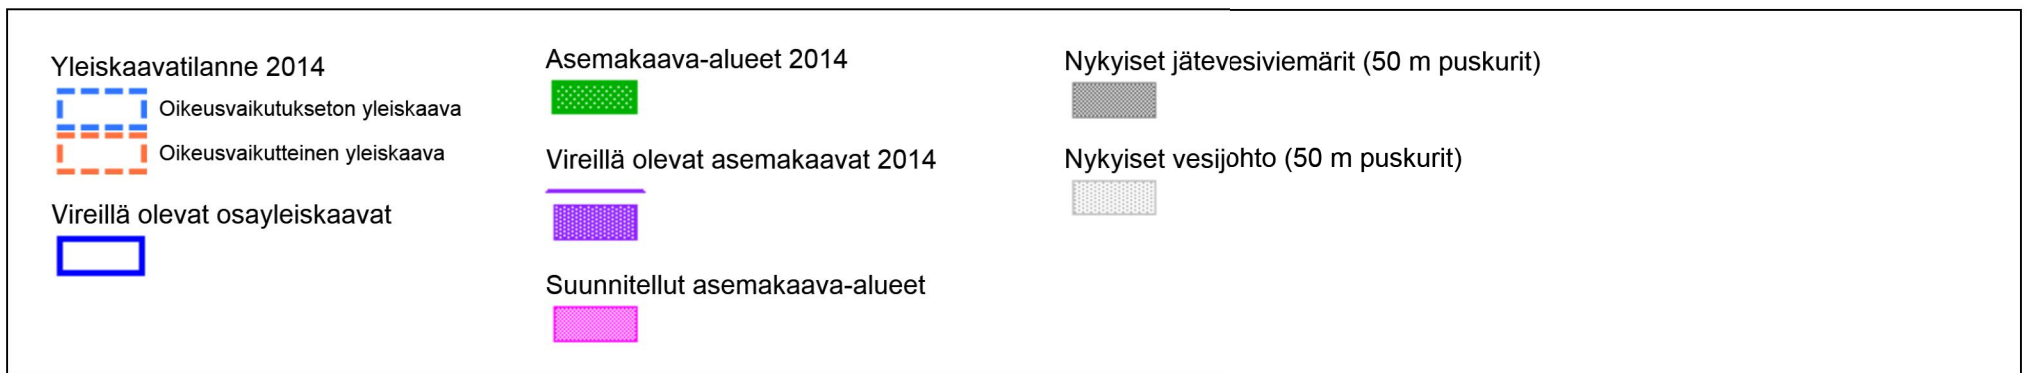 Yleiskaavatilanne 2014
Oikeusvaikutukseton yleiskaava
Oikeusvaikutteinen yleiskaava
Vireillä olevat osayleiskaavat
Asemakaava-alueet 2014
Vireillä olevat asemakaavat 2014
Suunnitellut asemakaava-alueet
Nykyiset jätevesiviemärit (50 m puskurit)
Nykyiset vesijohto (50 m puskurit)